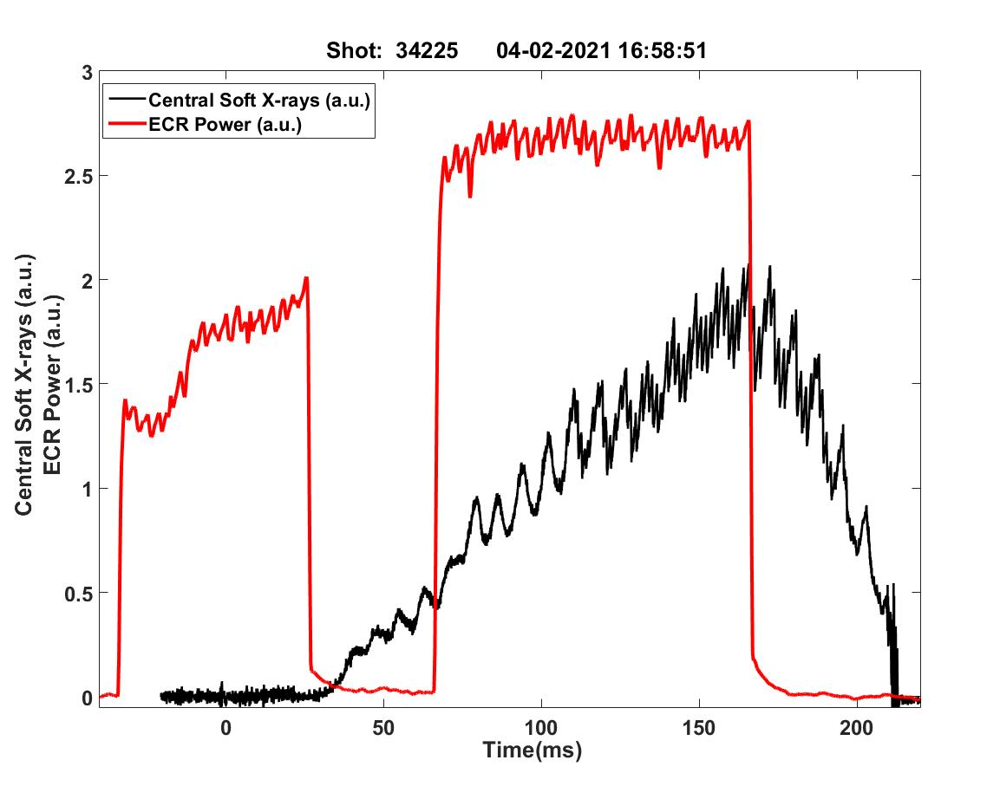 Shot:  34225      04-02-2021 16:58:51
Central Soft X-rays (a.u.)
ECR Power (a.u.)
Central Soft X-rays (a.u.)
ECR Power (a.u.)
3
2.5
2
1.5
1
0.5
0
0 50 100 150 200
Time(ms)